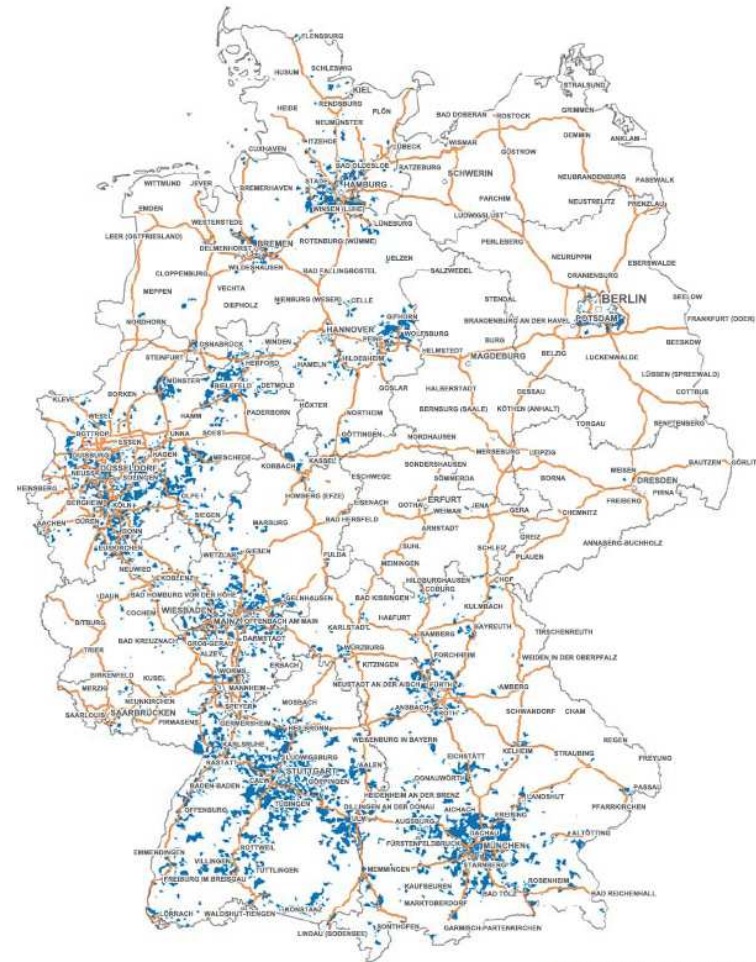 FLENSBURG
SCHLESWIG
HUSUM
KIEL
RENDSBURG
HEIDE
PLÖN
NEUMÜNSTER
STRALSUND
GRIMMEN
BAD DOBERAN
ROSTOCK
ITZEHOE
CUXHAVEN
LÜBECK
WISMAR
DEMMIN
ANKLAM
GÜSTROW
BAD OLDESLOE
RATZEBURG
SCHWERIN
WITTMUND
JEVER
BREMERHAVEN
STADE
HAMBURG
NEUBRANDENBURG
PASEWALK
EMDEN
WINSEN (LUHE)
PARCHIM
NEUSTRELITZ
PRENZLAU
WESTERSTEDE
LÜNEBURG
LUDWIGSLUST
LEER (OSTFRIESLAND)
DELMENHORST
BREMEN
ROTENBURG (WÜMME)
PERLEBERG
UELZEN
NEURUPPIN
EBERSWALDE
CLOPPENBURG
WILDESHAUSEN
BAD FALLINGBOSTEL
SALZWEDEL
ORANIENBURG
MEPPEN
VECHTA
DIEPHOLZ
NIENBURG (WESER)
CELLE
STENDAL
BERLIN
SEELOW
NORDHORN
GIFHORN
BRANDENBURG AN DER HAVEL
POTSDAM
FRANKFURT (ODER)
HANNOVER
WOLFSBURG
OSNABRÜCK
MINDEN
PEINE
BURG
BEESKOW
STEINFURT
HERFORD
HAMELN
HILDESHEIM
HELMSTEDT
MAGDEBURG
BELZIG
LUCKENWALDE
MÜNSTER
BIELEFELD
DETMOLD
LÜBBEN (SPREEWALD)
BORKEN
GOSLAR
HALBERSTADT
DESSAU
COTTBUS
KLEVE
HÖXTER
BERNBURG (SAALE)
KÖTHEN (ANHALT)
WESEL
HAMM
PADERBORN
NORTHEIM
TORGAU
BOTTROP
UNNA
SOEST
GÖTTINGEN
NORDHAUSEN
SENFTENBERG
ESSEN
DUISBURG
HAGEN
MESCHEDE
KASSEL
MERSEBURG
LEIPZIG
BAUTZEN
GÖRLITZ
DÜSSELDORF
KORBACH
SONDERSHAUSEN
MEISEN
NEUSS
SOLINGEN
ESCHWEGE
SÖMMERDA
BORNA
DRESDEN
HEINSBERG
OLPE
HOMBERG (EFZE)
EISENACH
ERFURT
PIRNA
BERGHEIM
KÖLN
GOTHA
WEIMAR
JENA
GERA
FREIBERG
CHEMNITZ
AACHEN
DÜREN
SIEGEN
BAD HERSFELD
ARNSTADT
BONN
MARBURG
GREIZ
ANNABERG-BUCHHOLZ
EUSKIRCHEN
SUHL
SCHLEIZ
PLAUEN
WETZLAR
GIEßEN
NEUWIED
FULDA
MEININGEN
KOBLENZ
HILDBURGHAUSEN
HOF
DAUN
BAD HOMBURG VOR DER HÖHE
GELNHAUSEN
BAD KISSINGEN
COBURG
COCHEM
WIESBADEN
KULMBACH
BITBURG
MAINZ
OFFENBACH AM MAIN
HAßFURT
KARLSTADT
BAYREUTH
TIRSCHENREUTH
BAD KREUZNACH
GROß-GERAU
DARMSTADT
BAMBERG
TRIER
ALZEY
WÜRZBURG
FORCHHEIM
WEIDEN IN DER OBERPFALZ
BIRKENFELD
KUSEL
WORMS
ERBACH
KITZINGEN
MERZIG
MANNHEIM
NEUSTADT AN DER AISCH
FÜRTH
AMBERG
NEUNKIRCHEN
MOSBACH
SAARLOUIS
SAARBRÜCKEN
SPEYER
ANSBACH
ROTH
SCHWANDORF
CHAM
PIRMASENS
GERMERSHEIM
HEILBRONN
WEIßENBURG IN BAYERN
REGEN
KARLSRUHE
KELHEIM
STRAUBING
LUDWIGSBURG
EICHSTÄTT
FREYUNG
RASTATT
STUTTGART
AALEN
DONAUWÖRTH
PASSAU
BADEN-BADEN
CALW
GÖPPINGEN
HEIDENHEIM AN DER BRENZ
LANDSHUT
PFARRKIRCHEN
OFFENBURG
TÜBINGEN
DILLINGEN AN DER DONAU
AICHACH
FREISING
ULM
AUGSBURG
DACHAU
ALTÖTTING
ROTTWEIL
FÜRSTENFELDBRUCK
MÜNCHEN
EMMENDINGEN
VILLINGEN
TUTTLINGEN
MEMMINGEN
STARNBERG
FREIBURG IM BREISGAU
KAUFBEUREN
ROSENHEIM
MARKTOBERDORF
BAD TÖLZ
BAD REICHENHALL
LÖRRACH
WALDSHUT-TIENGEN
KONSTANZ
LINDAU (BODENSEE)
SONTHOFEN
GARMISCH-PARTENKIRCHEN